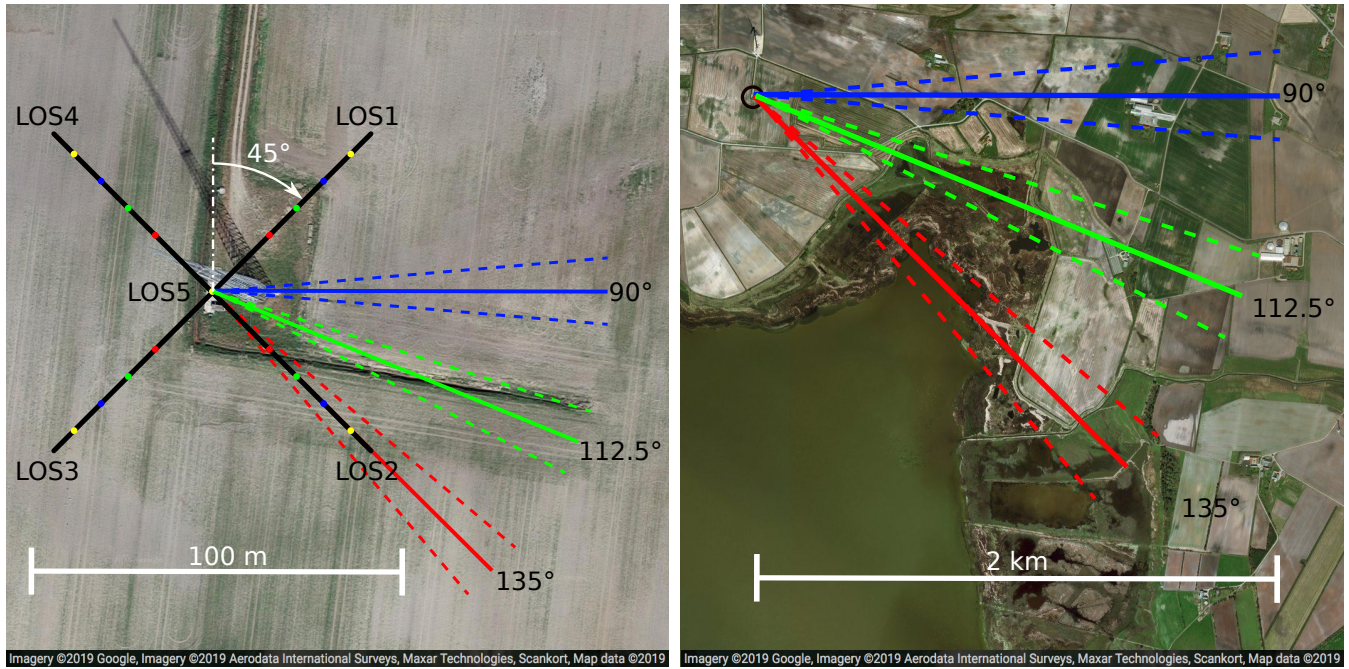 LOS4
LOS1
45°
LOS5
90°
LOS3
LOS2
112.5°
100 m
135°
Imagery ©2019 Google, Imagery ©2019 Aerodata International Surveys, Maxar Technologies, Scankort, Map data ©2019
90°
112.5°
135°
2 km
Imagery ©2019 Google, Imagery ©2019 Aerodata International Surveys, Maxar Technologies, Scankort, Map data ©2019